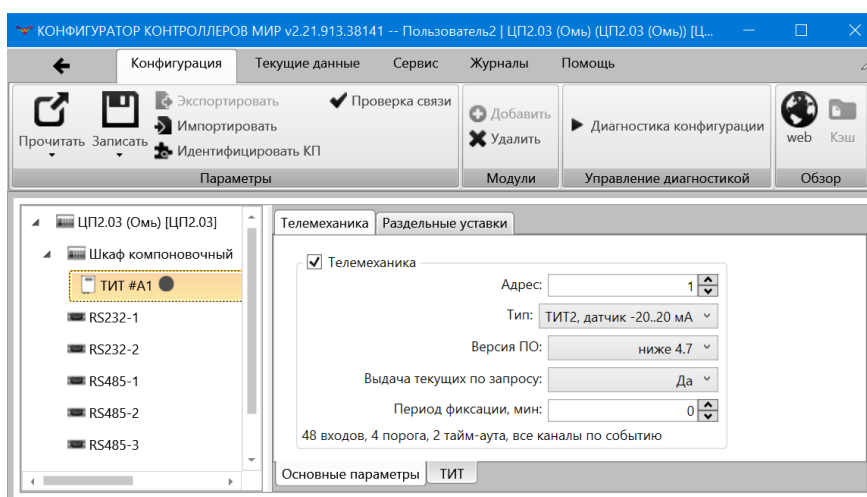 КОНФИГУРАТОР КОНТРОЛЛЕРОВ МИР v2.21.913.38141 -- Пользователь2 | ЦП2.03 (Омь) (ЦП2.03 (Омь)) [Ц...
Конфигурация Текущие данные Сервис Журналы Помощь
Прочитать Записать
Экспортировать
Импортировать
Идентифицировать КП
Проверка связи
Параметры
Добавить
Удалить
Модули
Диагностика конфигурации
Управление диагностикой
web Кэш
Обзор
ЦП2.03 (Омь) [ЦП2.03]
Шкаф компоновочный
ТИТ #A1
RS232-1
RS232-2
RS485-1
RS485-2
RS485-3
Телемеханика Раздельные уставки
Телемеханика
Адрес: 1
Тип: ТИТ2, датчик -20..20 мА
Версия ПО: ниже 4.7
Выдача текущих по запросу: Да
Период фиксации, мин: 0
48 входов, 4 порога, 2 тайм-аута, все каналы по событию
Основные параметры ТИТ